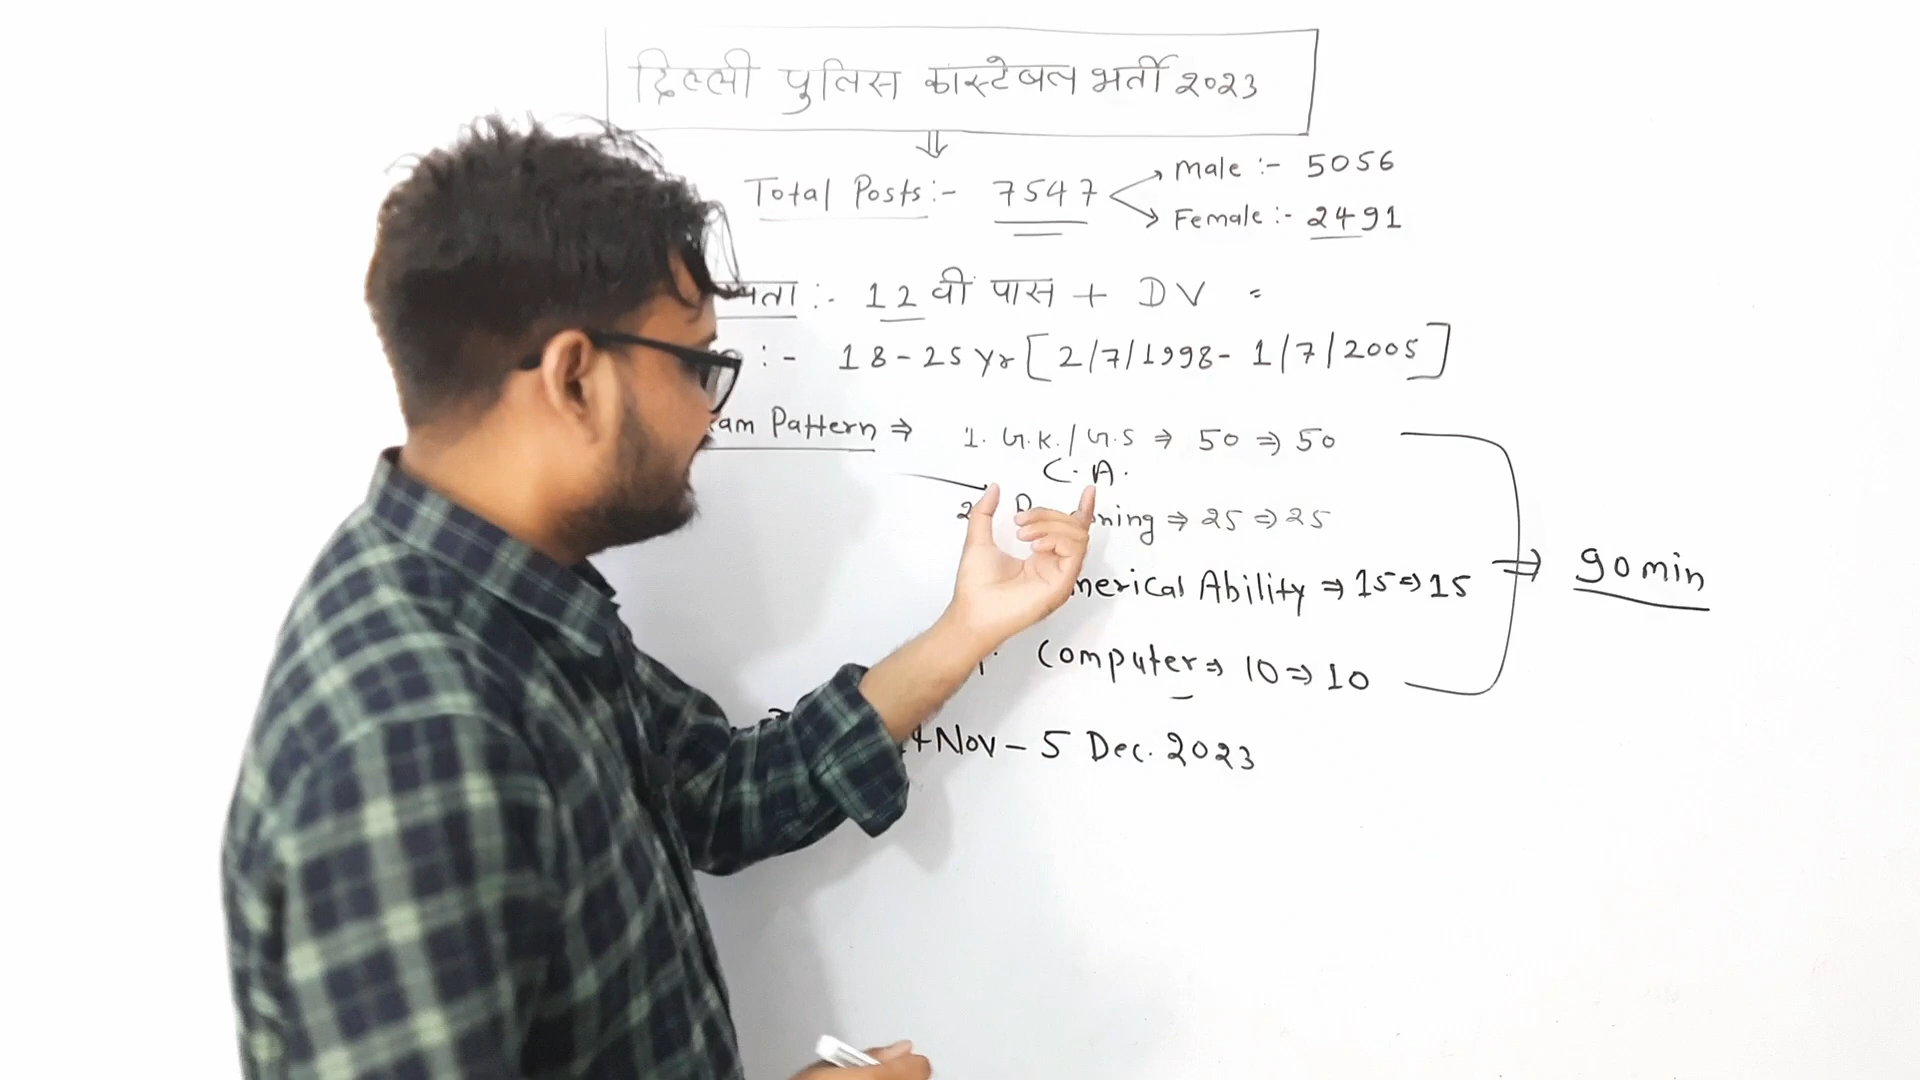 दिल्ली पुलिस कांस्टेबल भर्ती 2023
Total Posts:- 7547
Male :- 5056
Female :- 2491
:- 12 वी पास + DV
:- 18-25 yr [2/7/1998- 1/7/2005]
Pattern ⇒ 1. G.K./G.S ⇒ 50 ⇒ 50
C.A.
2 ⇒ 25 ⇒ 25
Ability ⇒ 15 ⇒ 15
⇒ 90 min
Computer ⇒ 10 ⇒ 10
Nov - 5 Dec. 2023